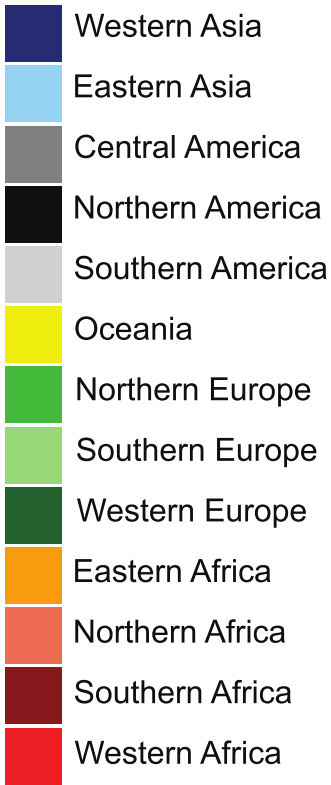 Western Asia
Eastern Asia
Central America
Northern America
Southern America
Oceania
Northern Europe
Southern Europe
Western Europe
Eastern Africa
Northern Africa
Southern Africa
Western Africa